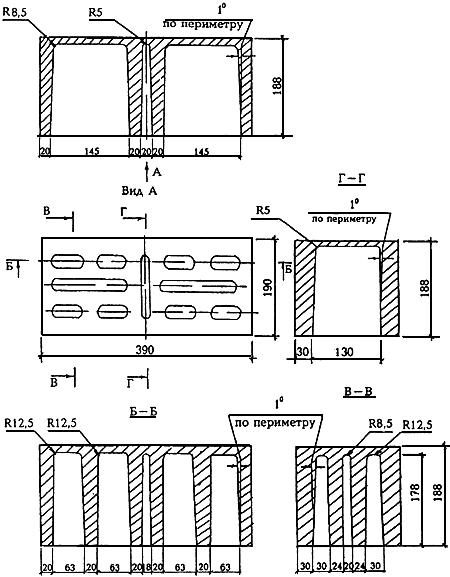 R8,5
R5
1⁰
по периметру
188
20 145 20 20 20 145
А
Вид А
Г–Г
В
Г
R5
1⁰
по периметру
Б
Б
190
188
390
30 130
В
Г
Б–Б
1⁰
по периметру
В–В
R12,5
R12,5
R8,5
R12,5
178
188
20 63 20 63 20 18 20 63 20 63
30 30 24 20 24 30